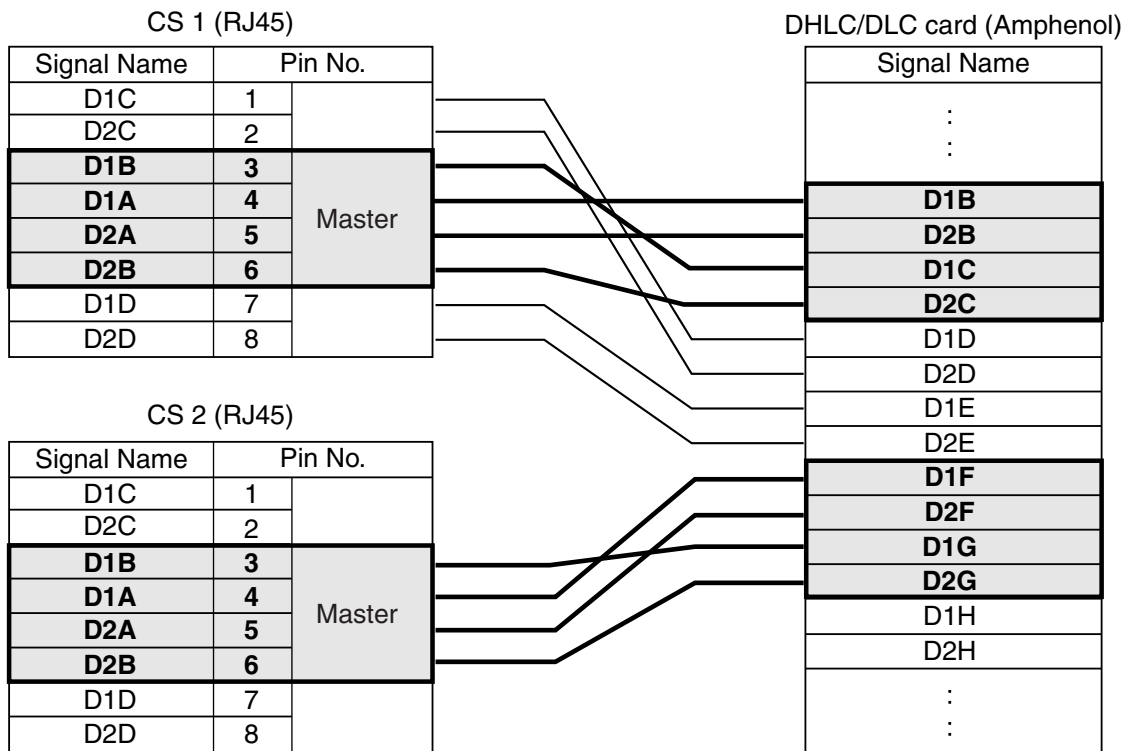 CS 1 (RJ45)
Signal Name Pin No.
D1C 1
D2C 2
D1B 3
D1A 4
Master
D2A 5
D2B 6
D1D 7
D2D 8
CS 2 (RJ45)
Signal Name Pin No.
D1C 1
D2C 2
D1B 3
D1A 4
Master
D2A 5
D2B 6
D1D 7
D2D 8
DHLC/DLC card (Amphenol)
Signal Name
:
:
D1B
D2B
D1C
D2C
D1D
D2D
D1E
D2E
D1F
D2F
D1G
D2G
D1H
D2H
:
: